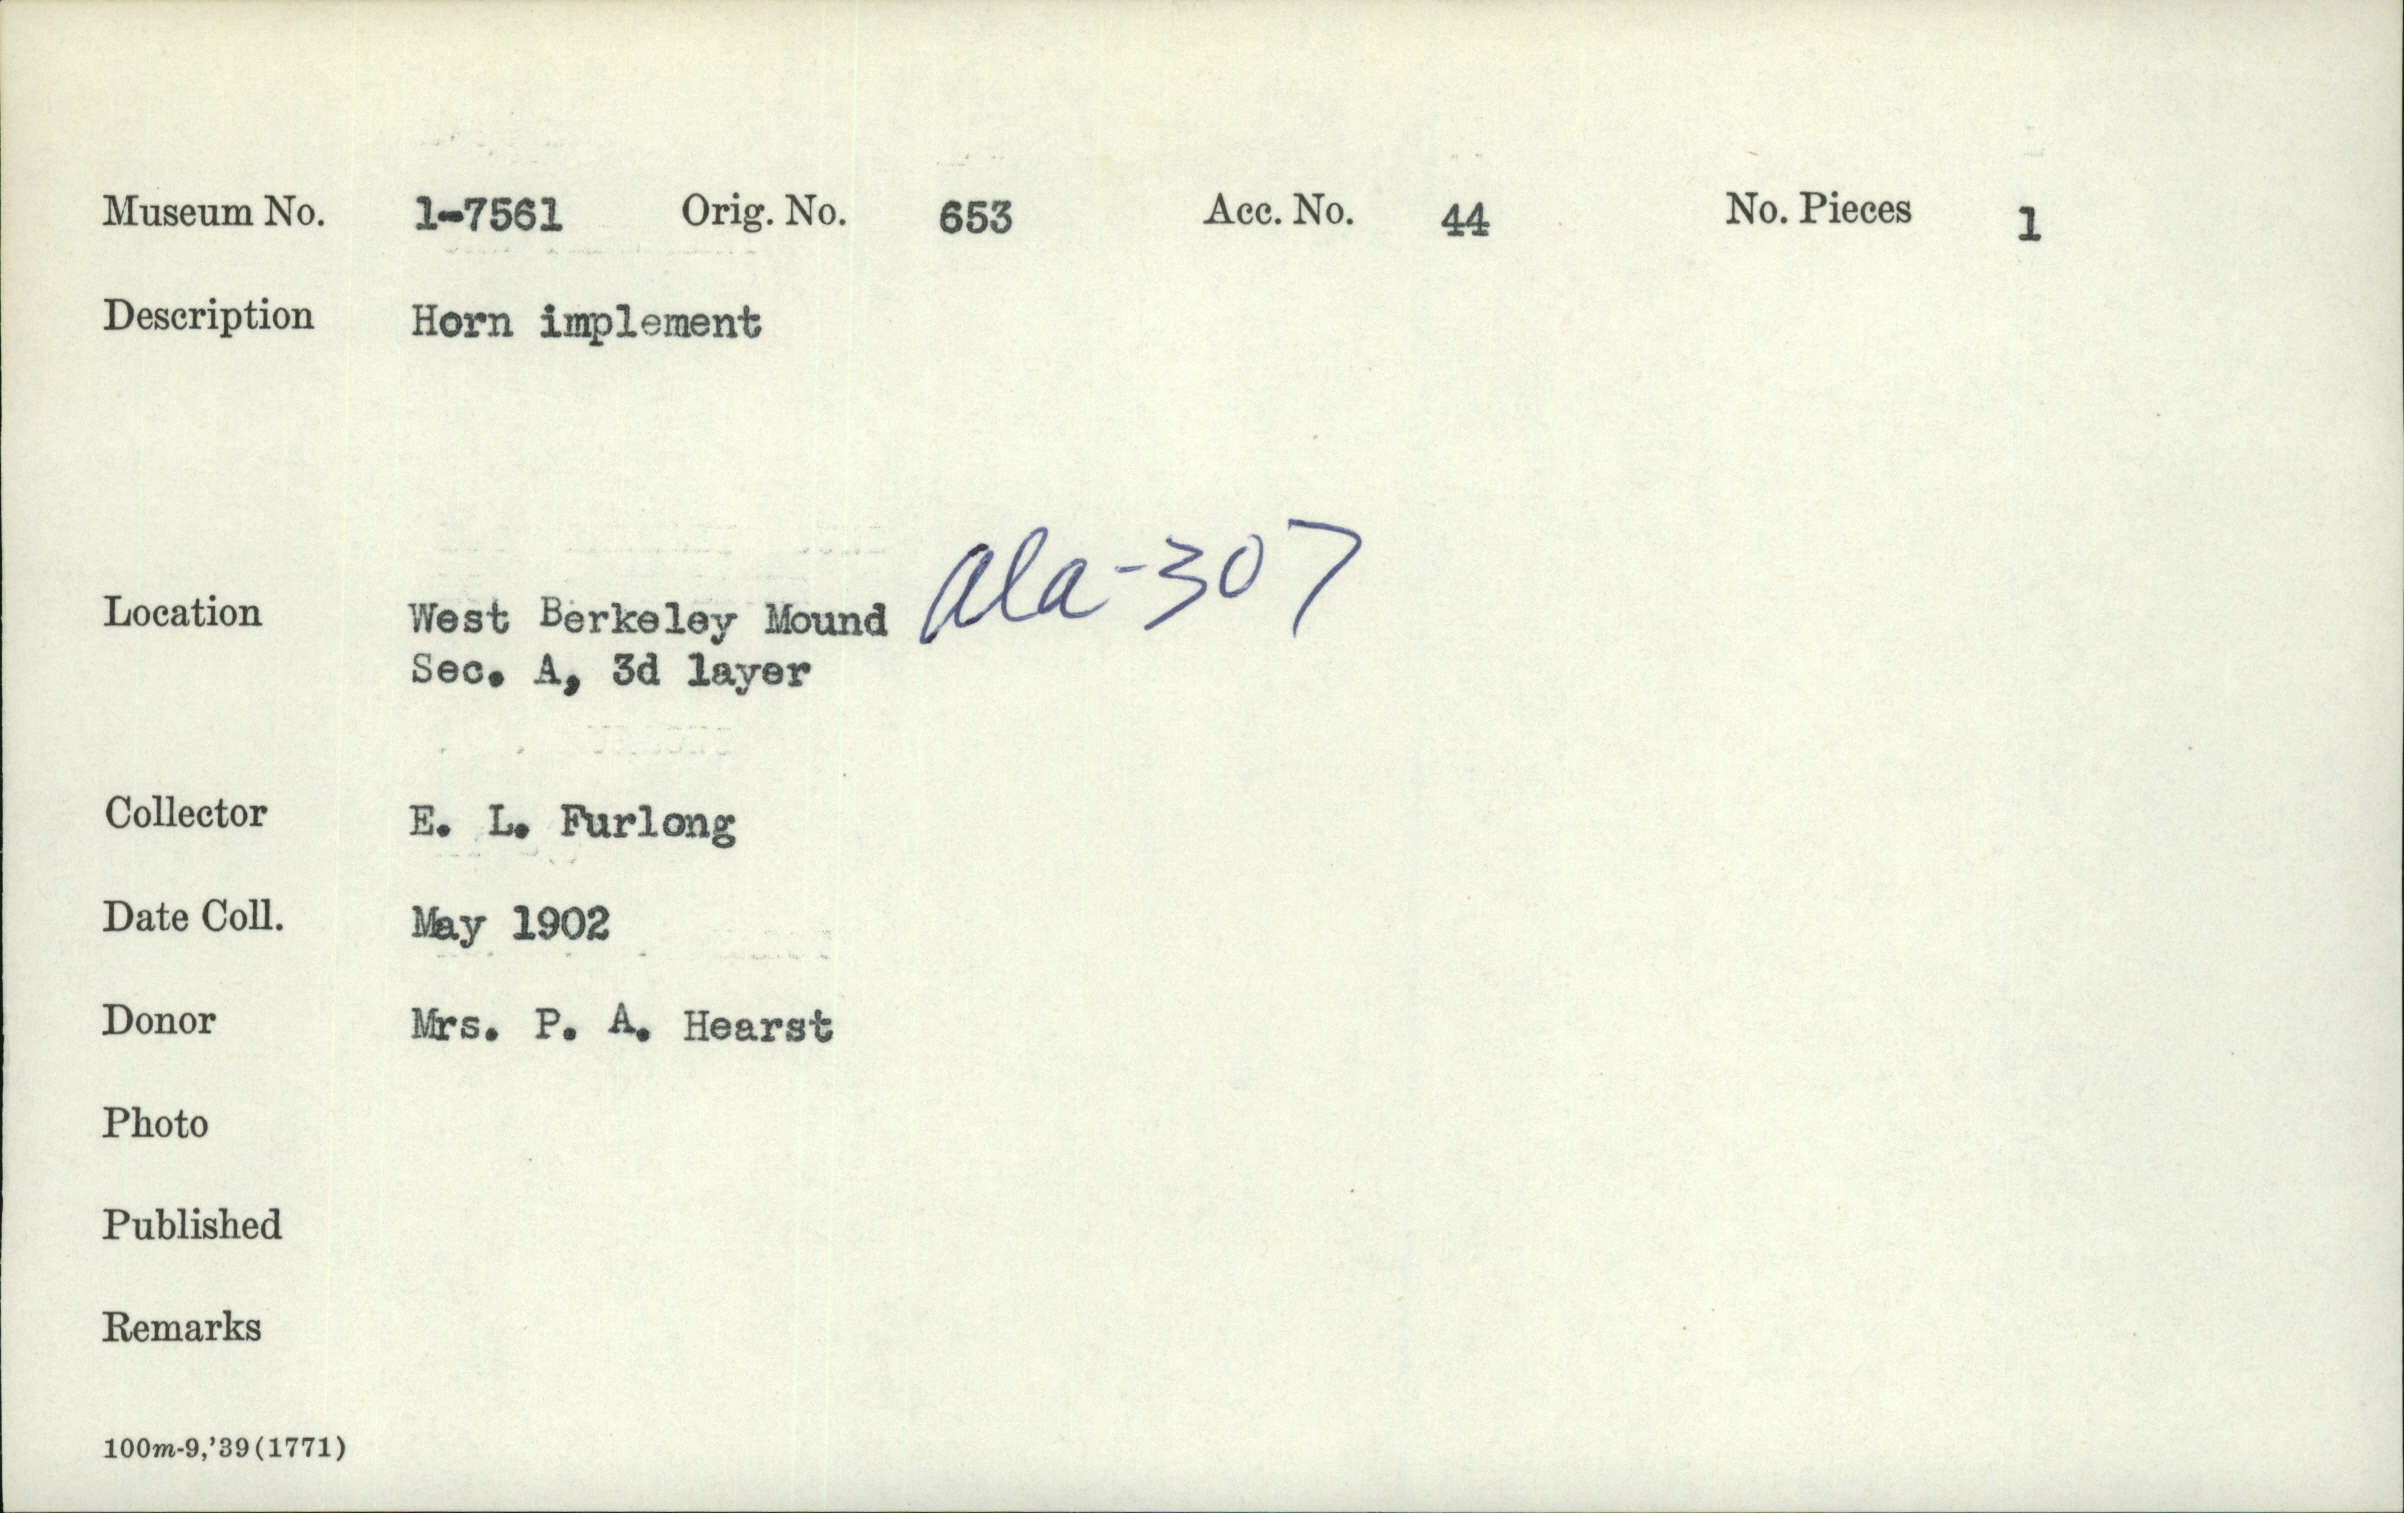 Museum No. 1-7561 Orig. No. 653 Acc. No. 44 No. Pieces 1
Description Horn implement
Location West Berkeley Mound ala-307
Sec. A, 3d layer
Collector E. L. Furlong
Date Coll. May 1902
Donor Mrs. P. A. Hearst
Photo
Published
Remarks
100m-9,'39(1771)